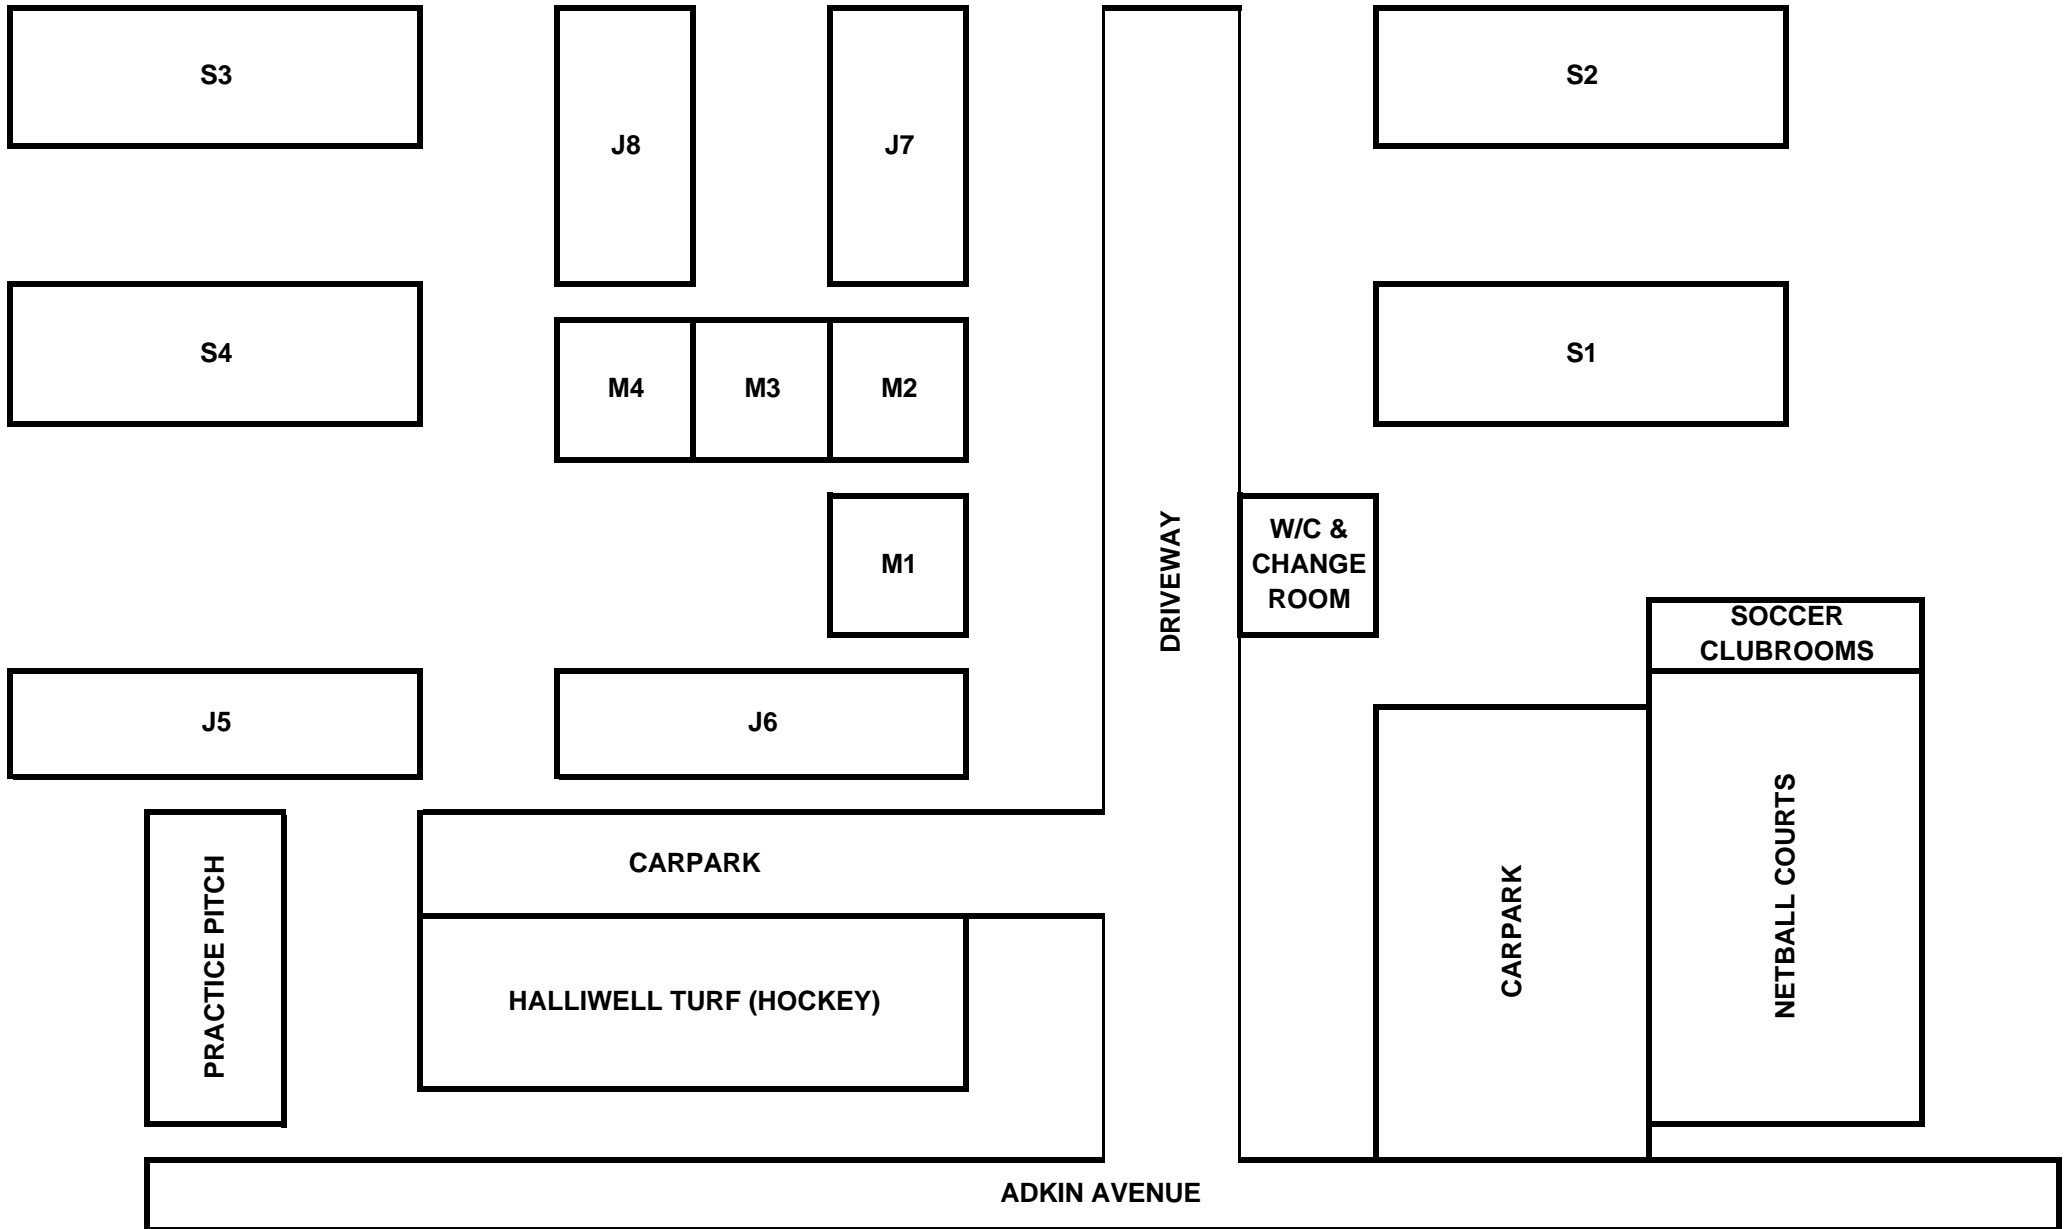 S3
J8
J7
S2
S4
M4
M3
M2
S1
M1
DRIVEWAY
W/C &
CHANGE
ROOM
SOCCER
CLUBROOMS
J5
J6
PRACTICE PITCH
CARPARK
HALLIWELL TURF (HOCKEY)
CARPARK
NETBALL COURTS
ADKIN AVENUE